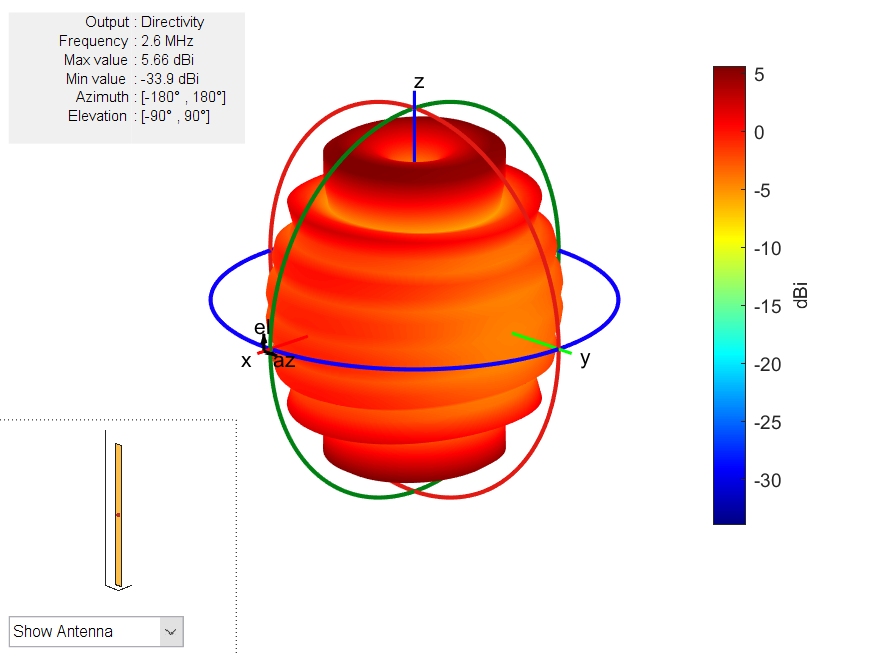 Output : Directivity
Frequency : 2.6 MHz
Max value : 5.66 dBi
Min value : -33.9 dBi
Azimuth : [-180° , 180°]
Elevation : [-90° , 90°]
z
el
x
az
y
5
0
-5
-10
-15
-20
-25
-30
dBi
Show Antenna